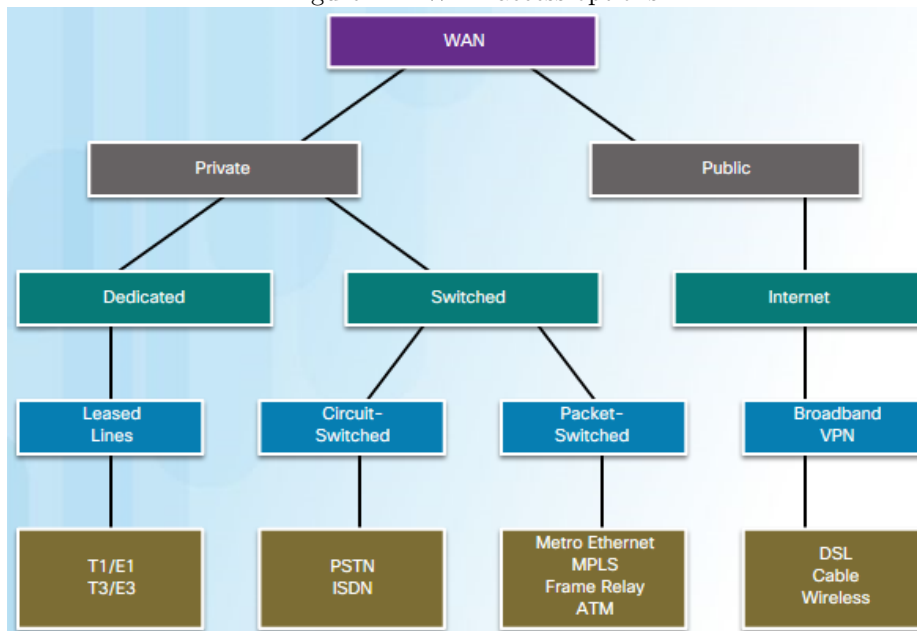 WAN
Private
Public
Dedicated
Switched
Internet
Leased
Lines
Circuit-
Switched
Packet-
Switched
Broadband
VPN
T1/E1
T3/E3
PSTN
ISDN
Metro Ethernet
MPLS
Frame Relay
ATM
DSL
Cable
Wireless